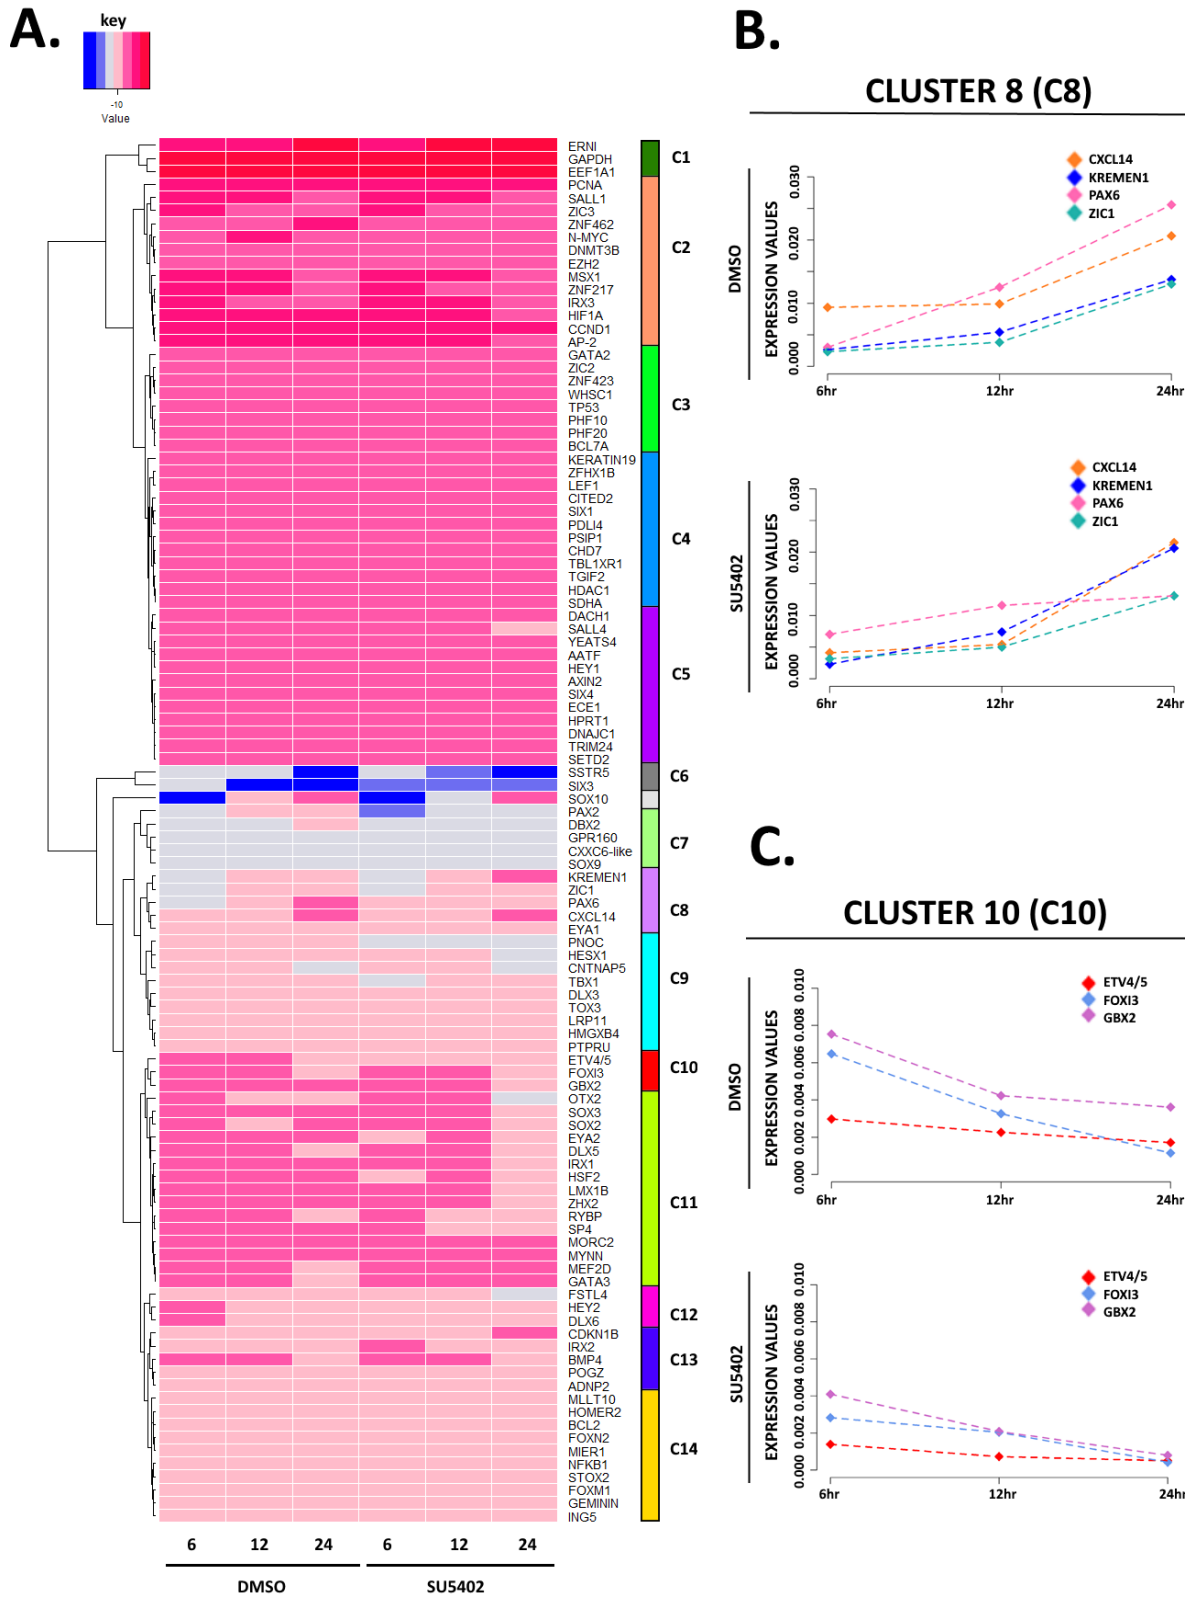 A.
key
-10
Value
ERNI
GAPDH
EEF1A1
PCNA
SALL1
ZIC3
ZNF462
N-MYC
DNMT3B
EZH2
MSX1
ZNF217
IRX3
HIF1A
CCND1
AP-2
GATA2
ZIC2
ZNF423
WHSC1
TP53
PHF10
PHF20
BCL7A
KERATIN19
ZFHX1B
LEF1
CITED2
SIX1
PDLI4
PSIP1
CHD7
TBL1XR1
TGIF2
HDAC1
SDHA
DACH1
SALL4
YEATS4
AATF
HEY1
AXIN2
SIX4
ECE1
HPRT1
DNAJC1
TRIM24
SETD2
SSTR5
SIX3
SOX10
PAX2
DBX2
GPR160
CXXC6-like
SOX9
KREMEN1
ZIC1
PAX6
CXCL14
EYA1
PNOC
HESX1
CNTNAP5
TBX1
DLX3
TOX3
LRP11
HMGXB4
PTPRU
ETV4/5
FOXI3
GBX2
OTX2
SOX3
SOX2
EYA2
DLX5
IRX1
HSF2
LMX1B
ZHX2
RYBP
SP4
MORC2
MYNN
MEF2D
GATA3
FSTL4
HEY2
DLX6
CDKN1B
IRX2
BMP4
POGZ
ADNP2
MLLT10
HOMER2
BCL2
FOXN2
MIER1
NFKB1
STOX2
FOXM1
GEMININ
ING5
C1
C2
C3
C4
C5
C6
C7
C8
C9
C10
C11
C12
C13
C14
6 12 24 6 12 24
DMSO SU5402
B.
CLUSTER 8 (C8)
DMSO
EXPRESSION VALUES
0.000 0.010 0.020 0.030
CXCL14
KREMEN1
PAX6
ZIC1
6hr 12hr 24hr
SU5402
EXPRESSION VALUES
0.000 0.010 0.020 0.030
CXCL14
KREMEN1
PAX6
ZIC1
6hr 12hr 24hr
C.
CLUSTER 10 (C10)
DMSO
EXPRESSION VALUES
0.000 0.002 0.004 0.006 0.008 0.010
ETV4/5
FOXI3
GBX2
6hr 12hr 24hr
SU5402
EXPRESSION VALUES
0.000 0.002 0.004 0.006 0.008 0.010
ETV4/5
FOXI3
GBX2
6hr 12hr 24hr